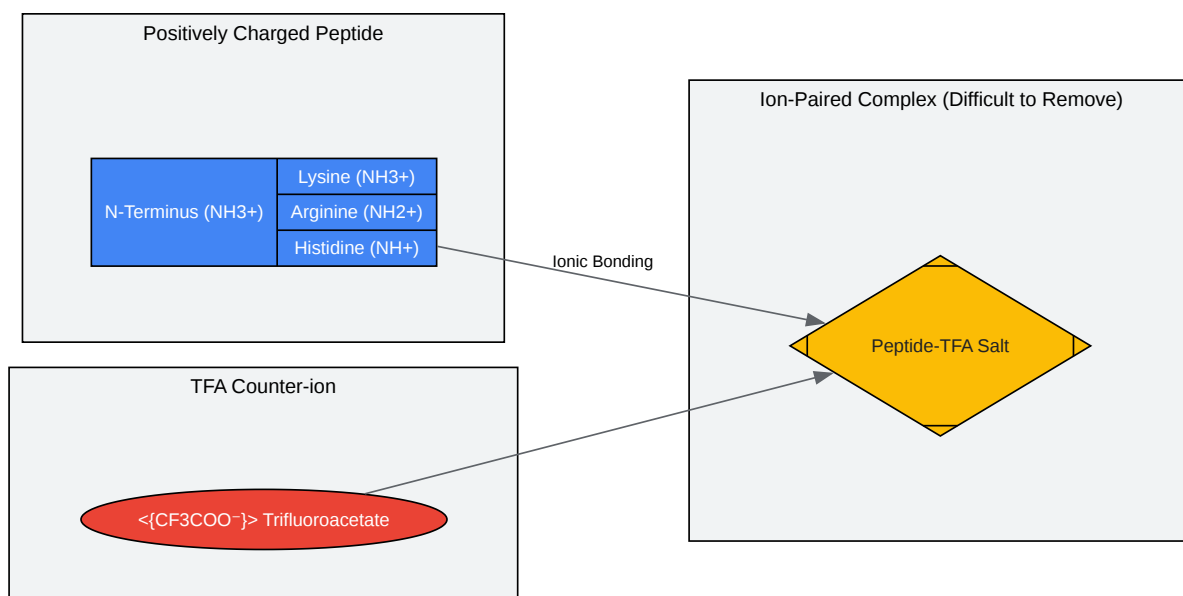 Positively Charged Peptide
N-Terminus (NH3+)
Lysine (NH3+)
Arginine (NH2+)
Histidine (NH+)
Ionic Bonding
Ion-Paired Complex (Difficult to Remove)
Peptide-TFA Salt
TFA Counter-ion
<{CF3COO⁻}> Trifluoroacetate